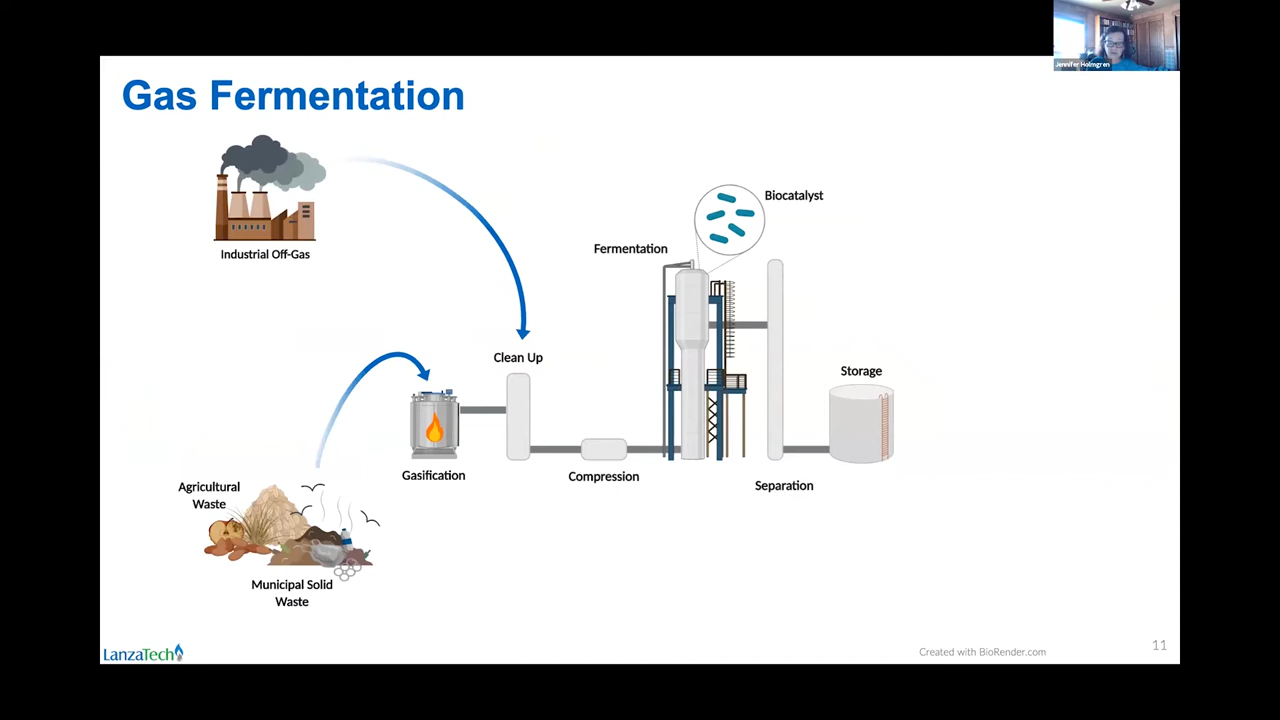 Jennifer Holmgren
Gas Fermentation
Industrial Off-Gas
Biocatalyst
Fermentation
Clean Up
Storage
Gasification
Compression
Separation
Agricultural
Waste
Municipal Solid
Waste
LanzaTech
Created with BioRender.com
11